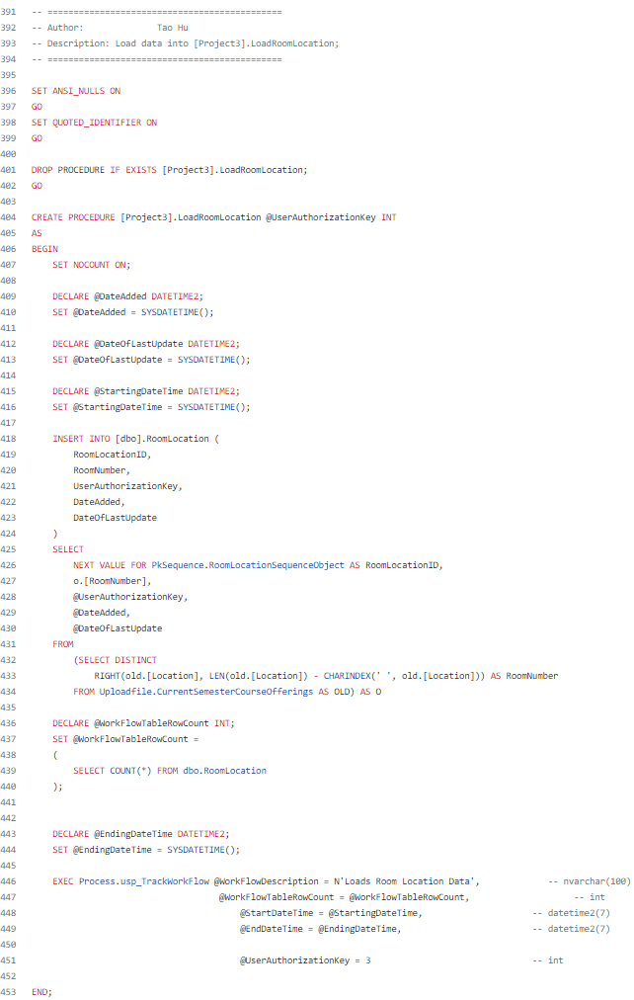 391 -- =============================================
392 -- Author:              Tao Hu
393 -- Description: Load data into [Project3].LoadRoomLocation;
394 -- =============================================
395
396 SET ANSI_NULLS ON
397 GO
398 SET QUOTED_IDENTIFIER ON
399 GO
400
401 DROP PROCEDURE IF EXISTS [Project3].LoadRoomLocation;
402 GO
403
404 CREATE PROCEDURE [Project3].LoadRoomLocation @UserAuthorizationKey INT
405 AS
406 BEGIN
407     SET NOCOUNT ON;
408
409     DECLARE @DateAdded DATETIME2;
410     SET @DateAdded = SYSDATETIME();
411
412     DECLARE @DateOfLastUpdate DATETIME2;
413     SET @DateOfLastUpdate = SYSDATETIME();
414
415     DECLARE @StartingDateTime DATETIME2;
416     SET @StartingDateTime = SYSDATETIME();
417
418     INSERT INTO [dbo].RoomLocation (
419         RoomLocationID,
420         RoomNumber,
421         UserAuthorizationKey,
422         DateAdded,
423         DateOfLastUpdate
424     )
425     SELECT
426         NEXT VALUE FOR PkSequence.RoomLocationSequenceObject AS RoomLocationID,
427         o.[RoomNumber],
428         @UserAuthorizationKey,
429         @DateAdded,
430         @DateOfLastUpdate
431     FROM
432         (SELECT DISTINCT
433             RIGHT(old.[Location], LEN(old.[Location]) - CHARINDEX(' ', old.[Location])) AS RoomNumber
434         FROM Uploadfile.CurrentSemesterCourseOfferings AS OLD) AS O
435
436     DECLARE @WorkFlowTableRowCount INT;
437     SET @WorkFlowTableRowCount =
438     (
439         SELECT COUNT(*) FROM dbo.RoomLocation
440     );
441
442
443     DECLARE @EndingDateTime DATETIME2;
444     SET @EndingDateTime = SYSDATETIME();
445
446     EXEC Process.usp_TrackWorkFlow @WorkFlowDescription = N'Loads Room Location Data',             -- nvarchar(100)
447                                    @WorkFlowTableRowCount = @WorkFlowTableRowCount,                    -- int
448                                        @StartDateTime = @StartingDateTime,                     -- datetime2(7)
449                                        @EndDateTime = @EndingDateTime,                         -- datetime2(7)
450
451                                        @UserAuthorizationKey = 3                               -- int
452
453 END;